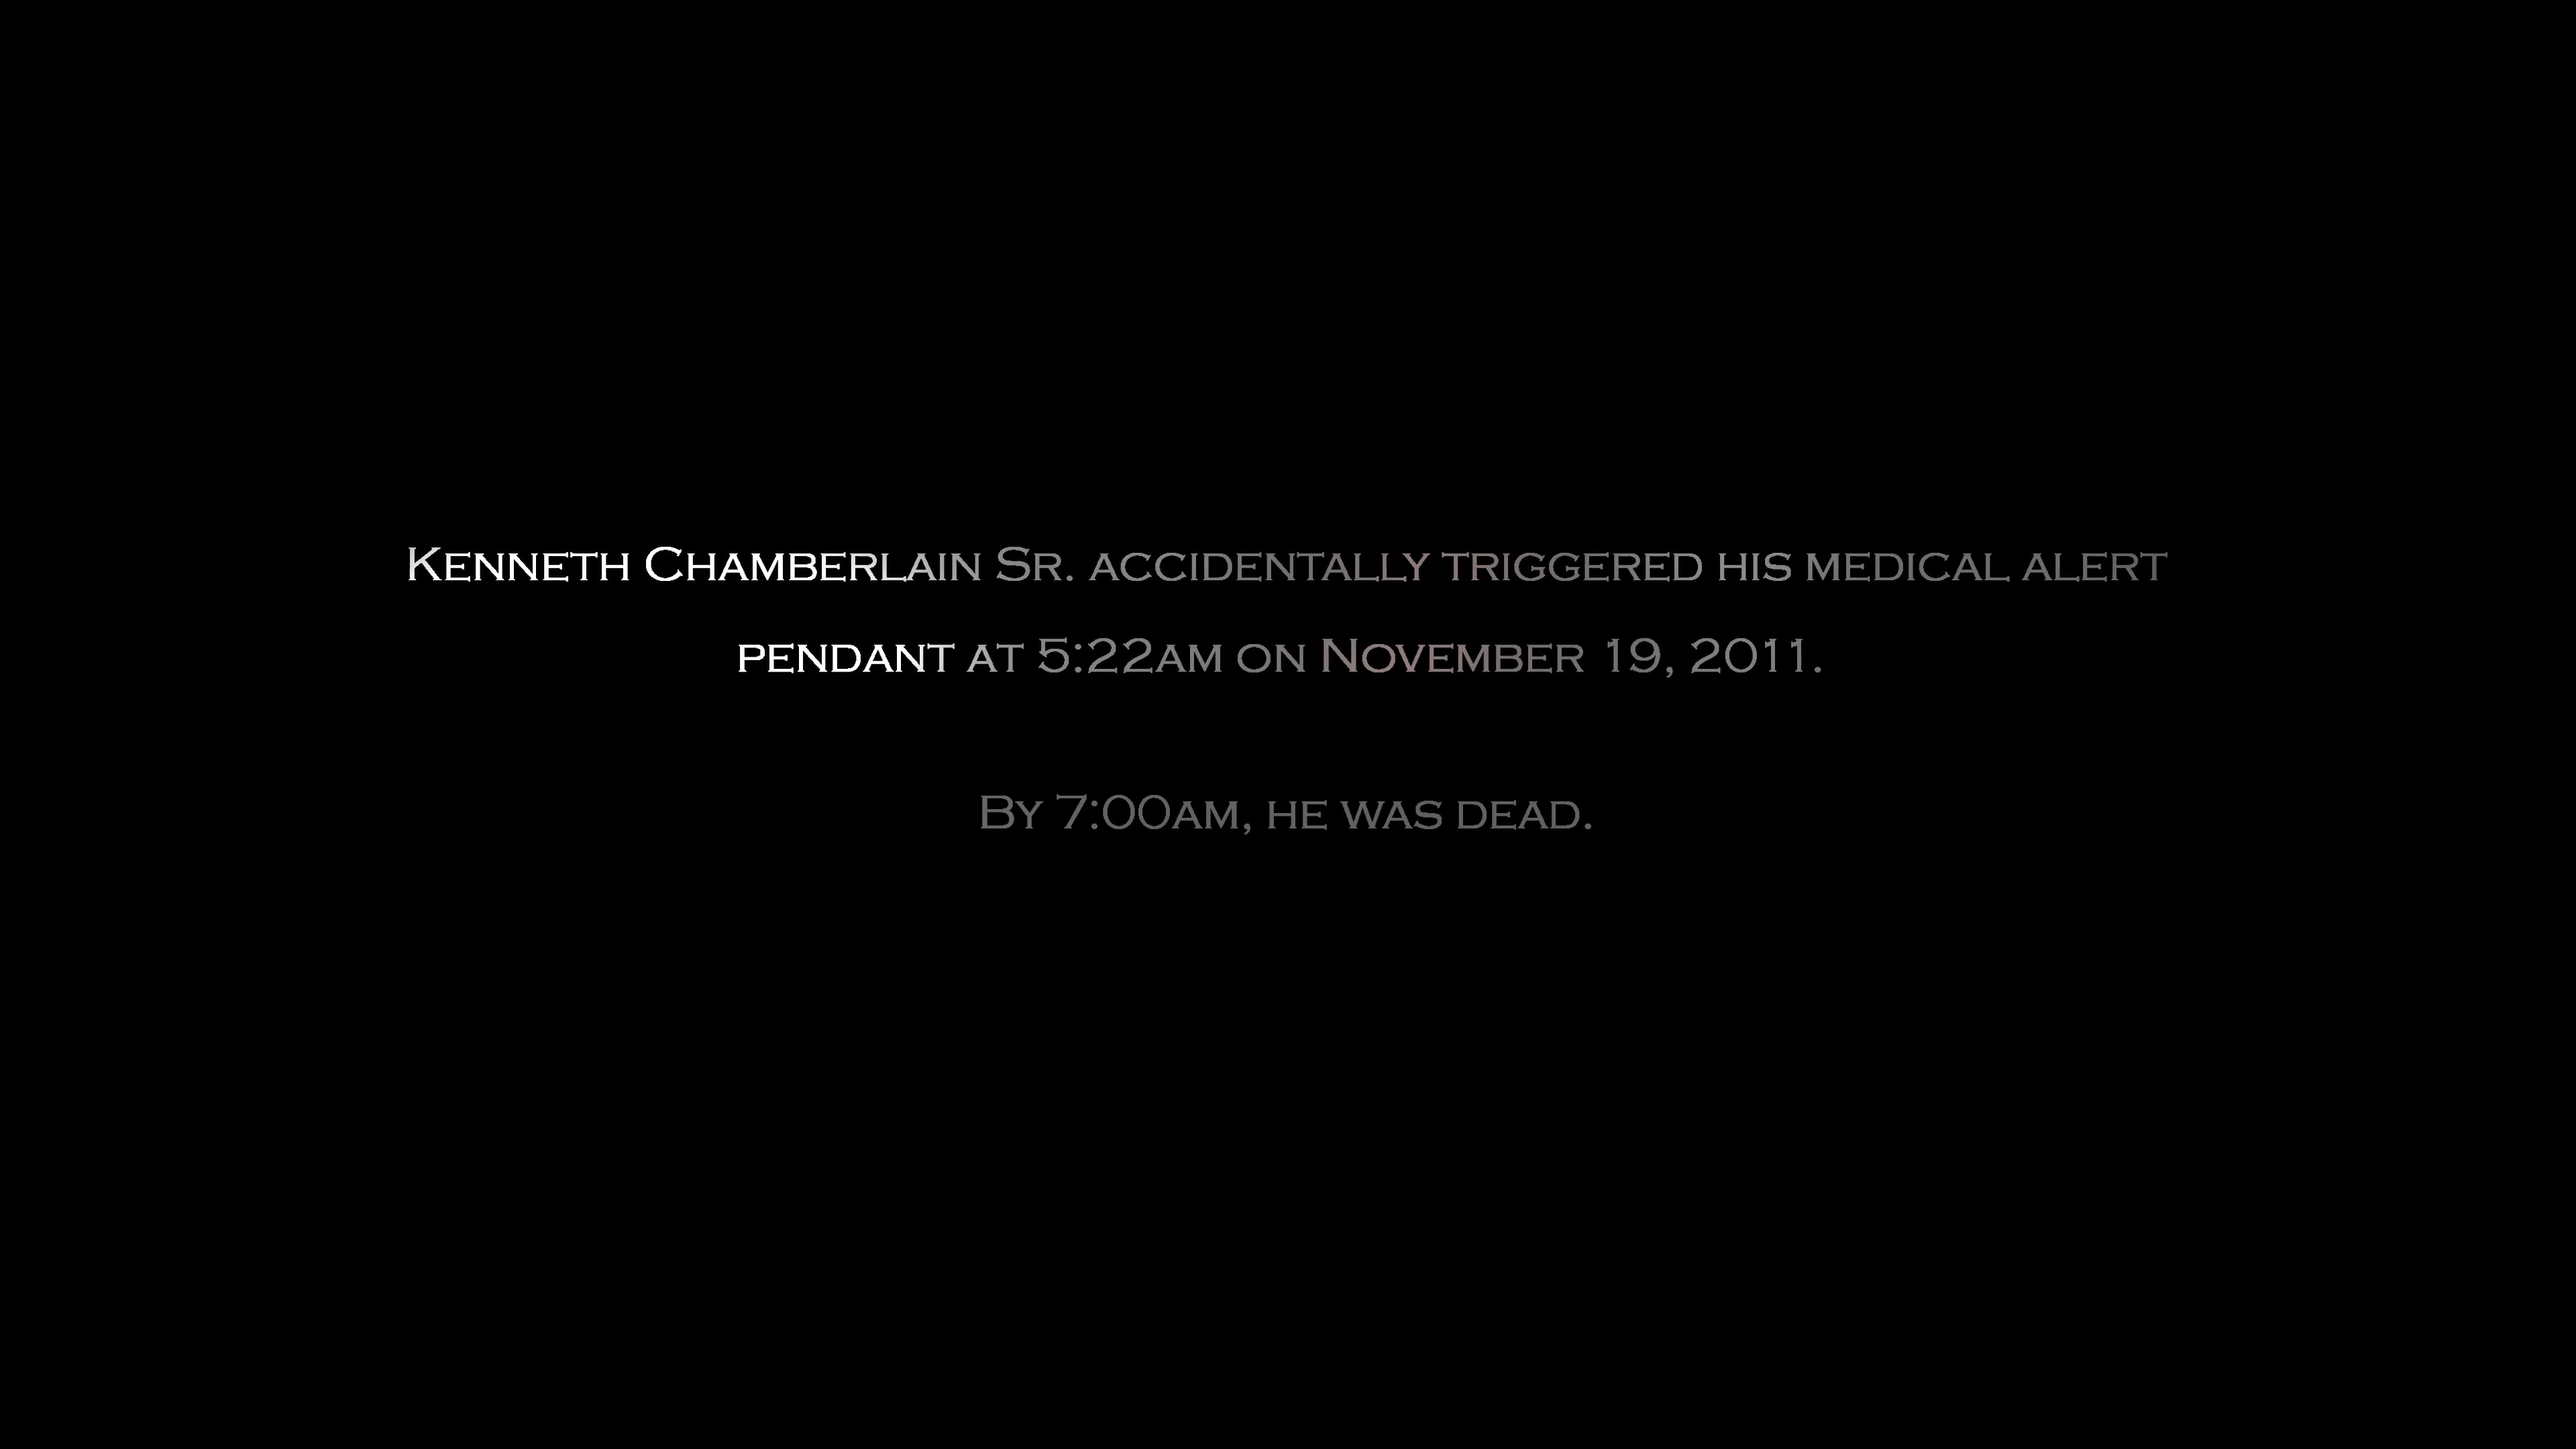 Kenneth Chamberlain Sr. accidentally triggered his medical alert
pendant at 5:22am on November 19, 2011.
By 7:00am, he was dead.